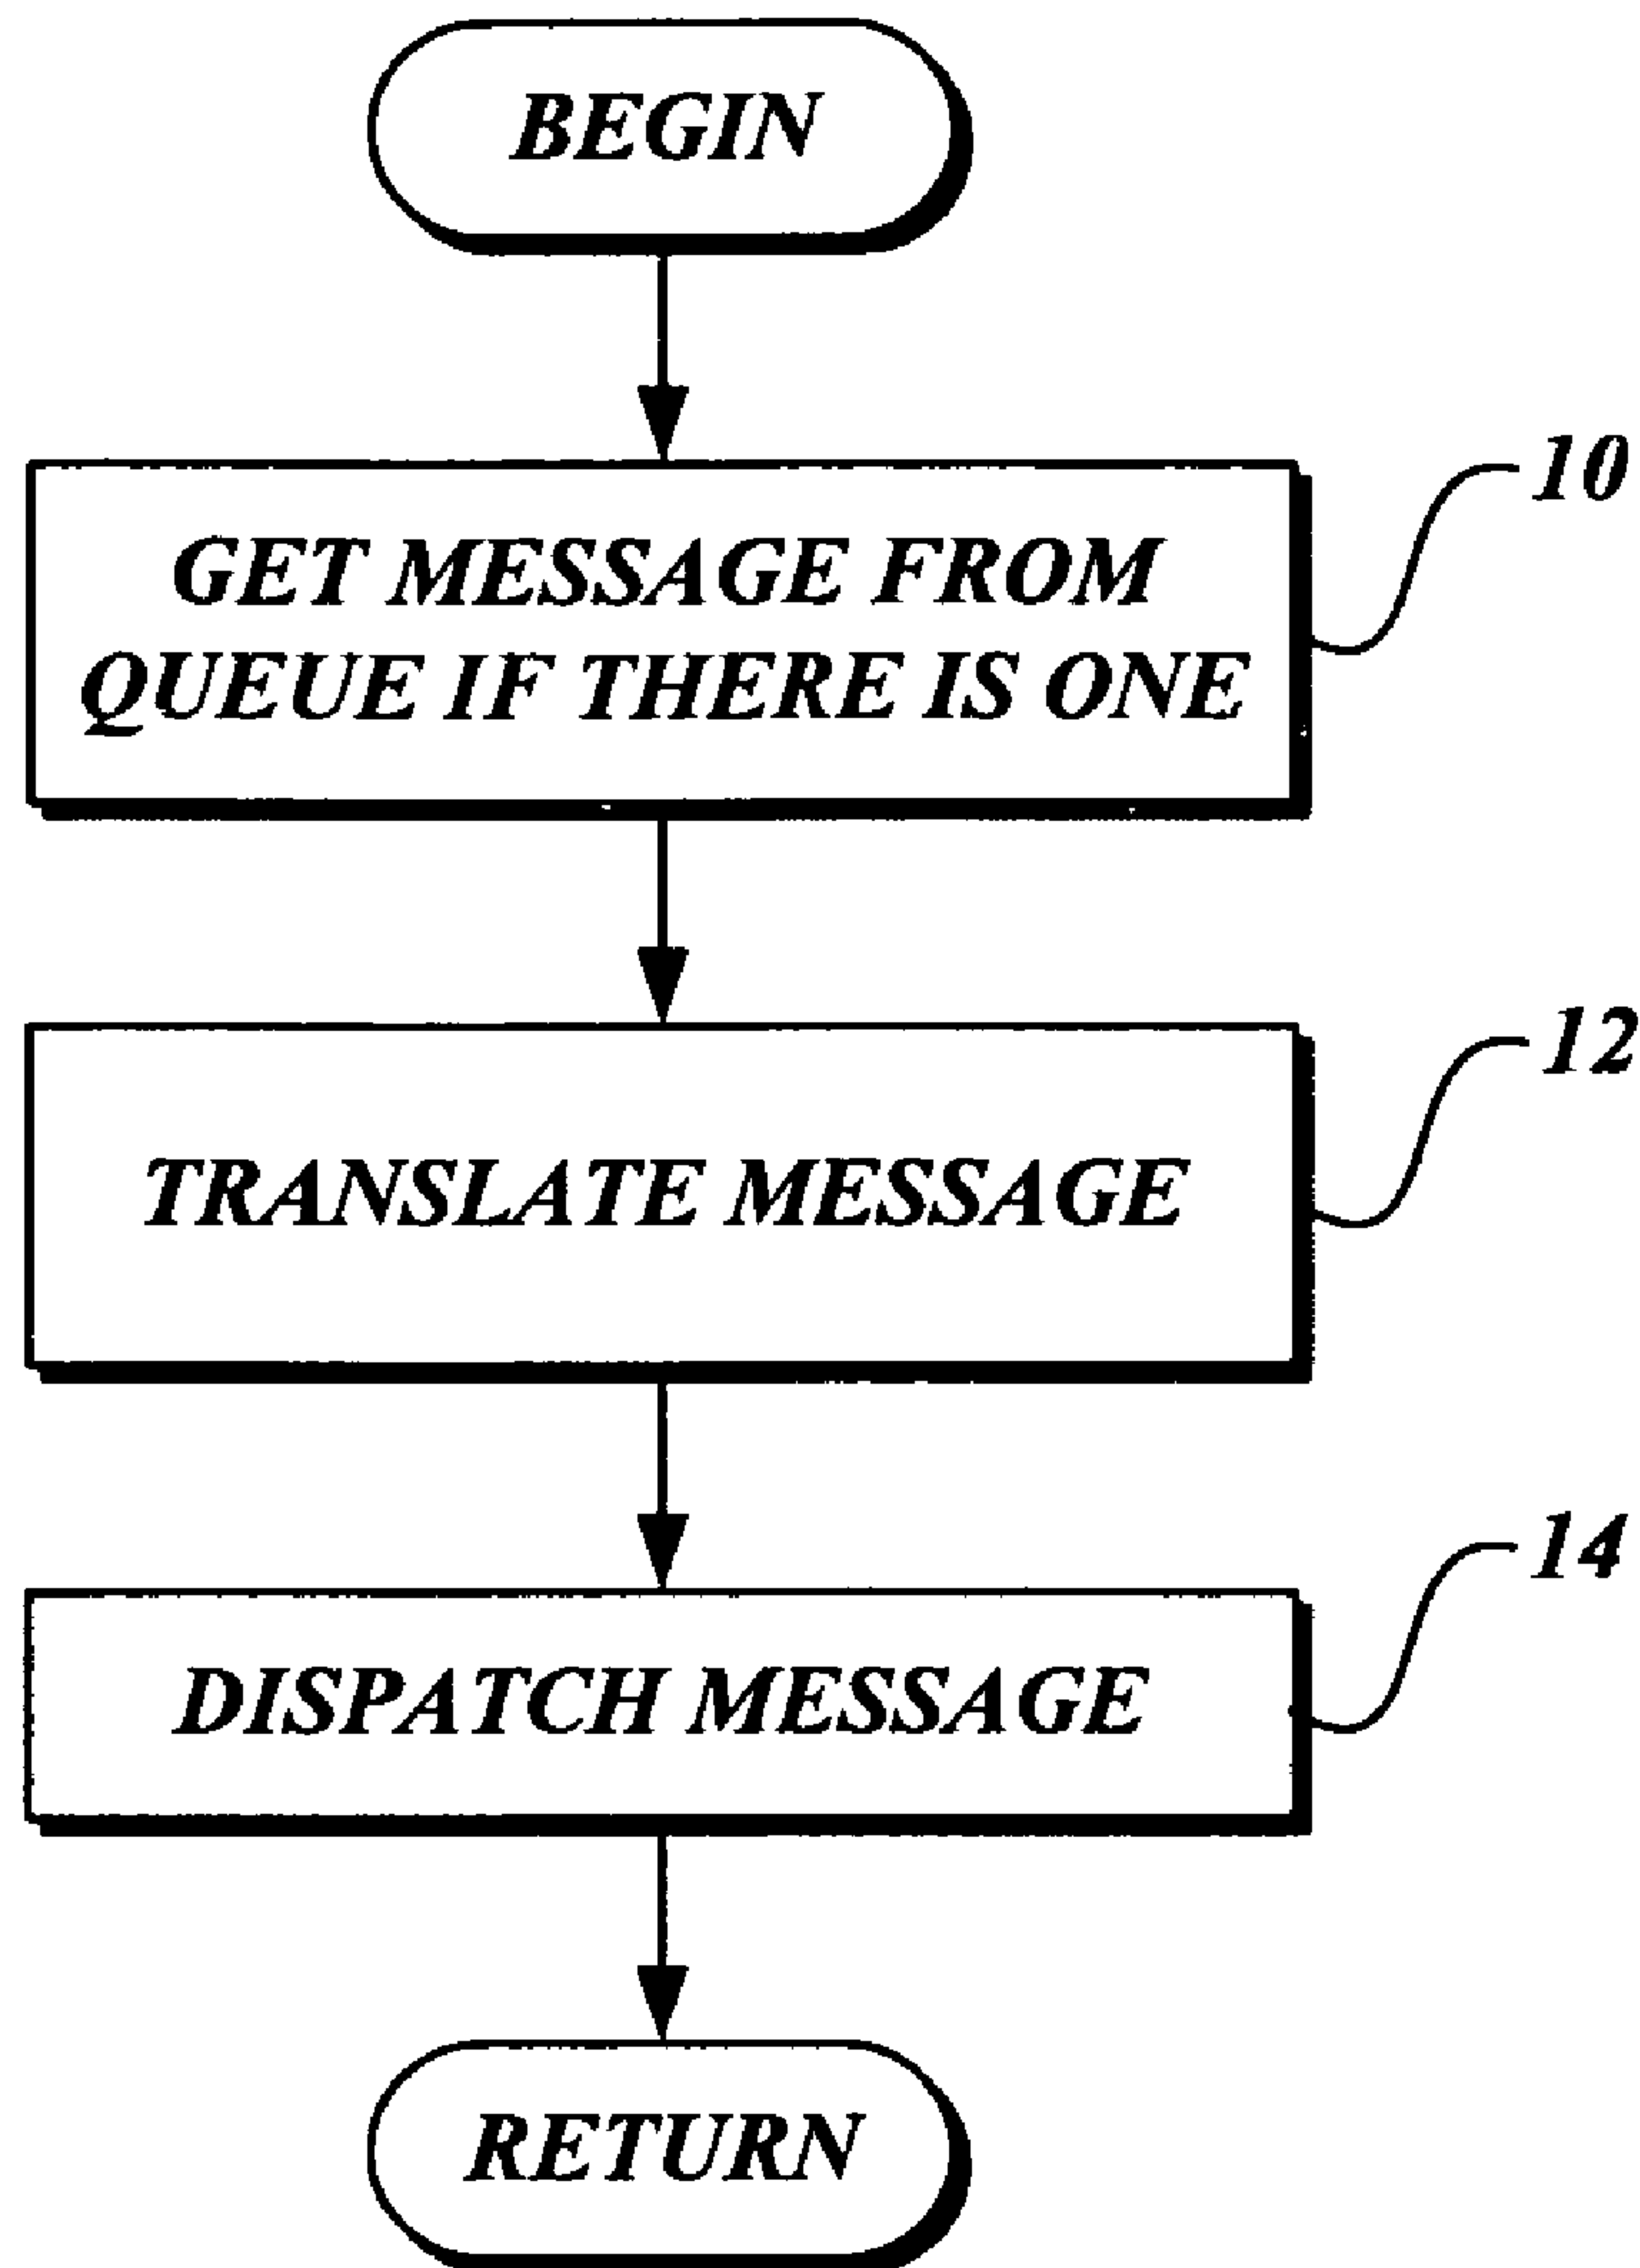 BEGIN
10
GET MESSAGE FROM
QUEUE IF THERE IS ONE
12
TRANSLATE MESSAGE
14
DISPATCH MESSAGE
RETURN